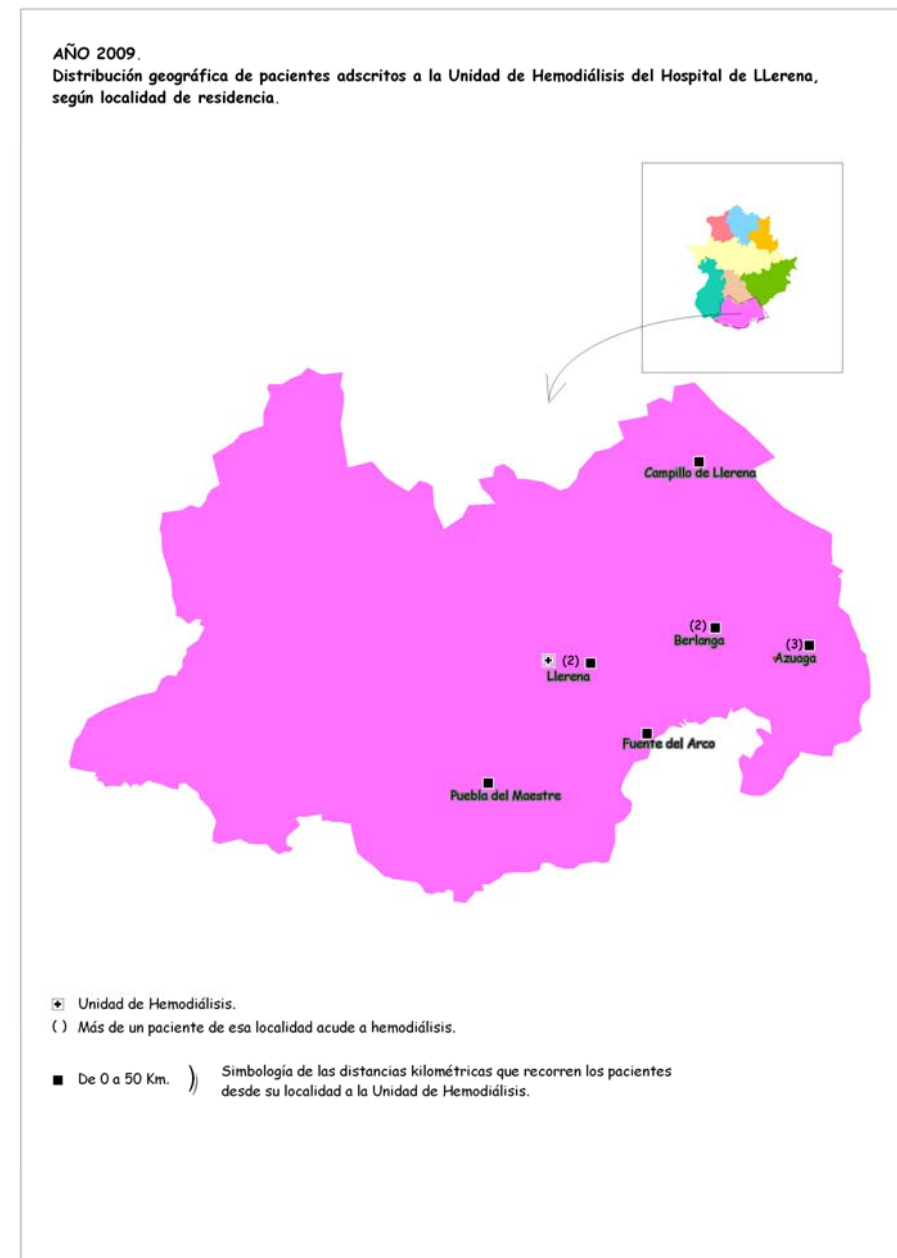 AÑO 2009.
Distribución geográfica de pacientes adscritos a la Unidad de Hemodiálisis del Hospital de LLerena,
según localidad de residencia.
Campillo de Llerena
(2)
Berlanga
(3)
Azuaga
(2)
Llerena
Fuente del Arco
Puebla del Maestre
Unidad de Hemodiálisis.
( ) Más de un paciente de esa localidad acude a hemodiálisis.
De 0 a 50 Km. ) Simbología de las distancias kilométricas que recorren los pacientes
desde su localidad a la Unidad de Hemodiálisis.